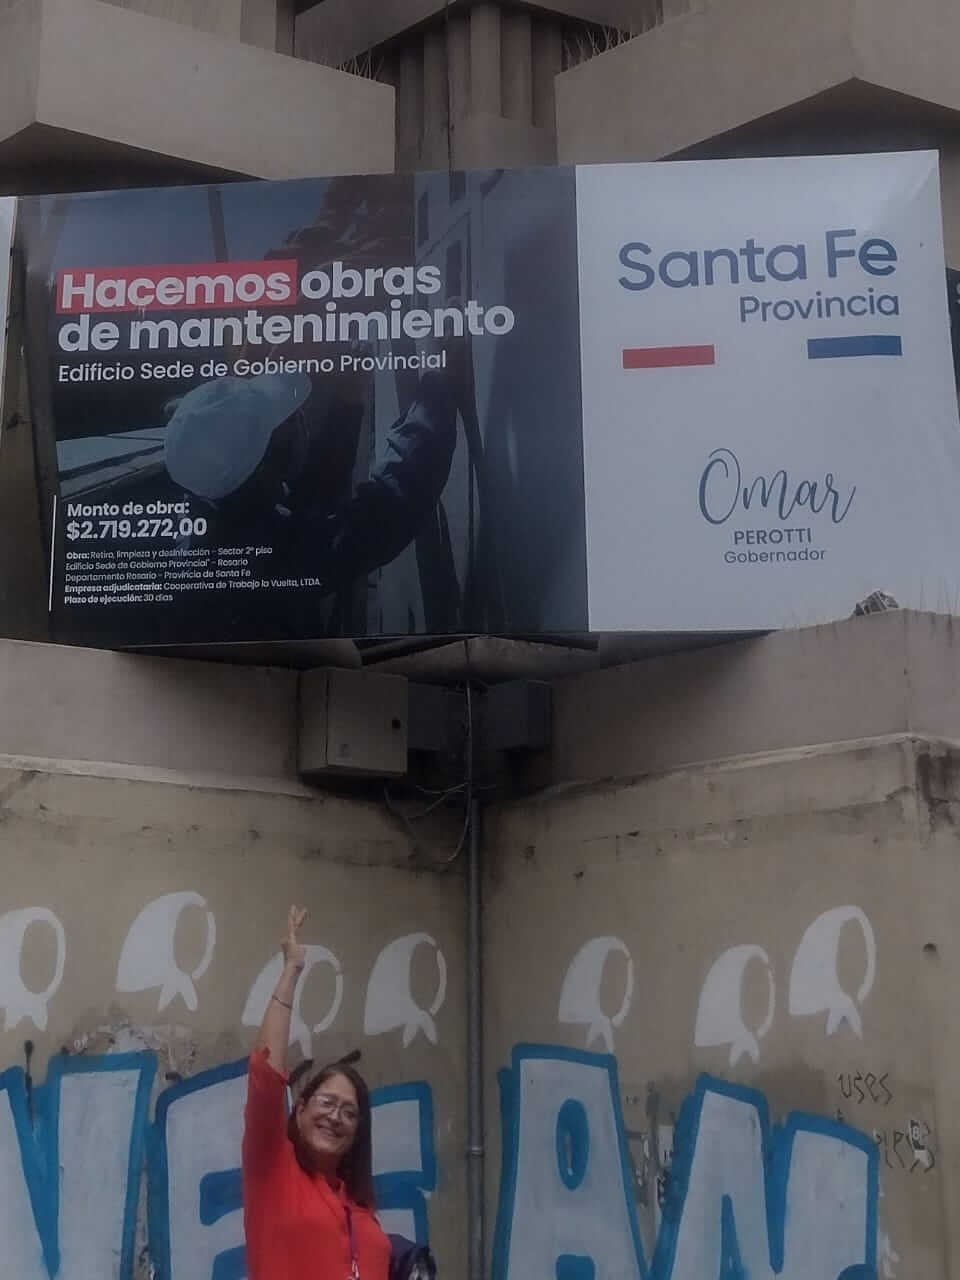 Hacemos obras
de mantenimiento
Edificio Sede de Gobierno Provincial
Monto de obra:
$2.719.272,00
Obra: Retiro, limpieza y desinfección - Sector 2º piso
Edificio Sede de Gobierno Provincial" - Rosario
Departamento Rosario - Provincia de Santa Fe
Empresa adjudicataria: Cooperativa de Trabajo la Vuelta, LTDA.
Plazo de ejecución: 30 días
Santa Fe
Provincia
Omar
PEROTTI
Gobernador